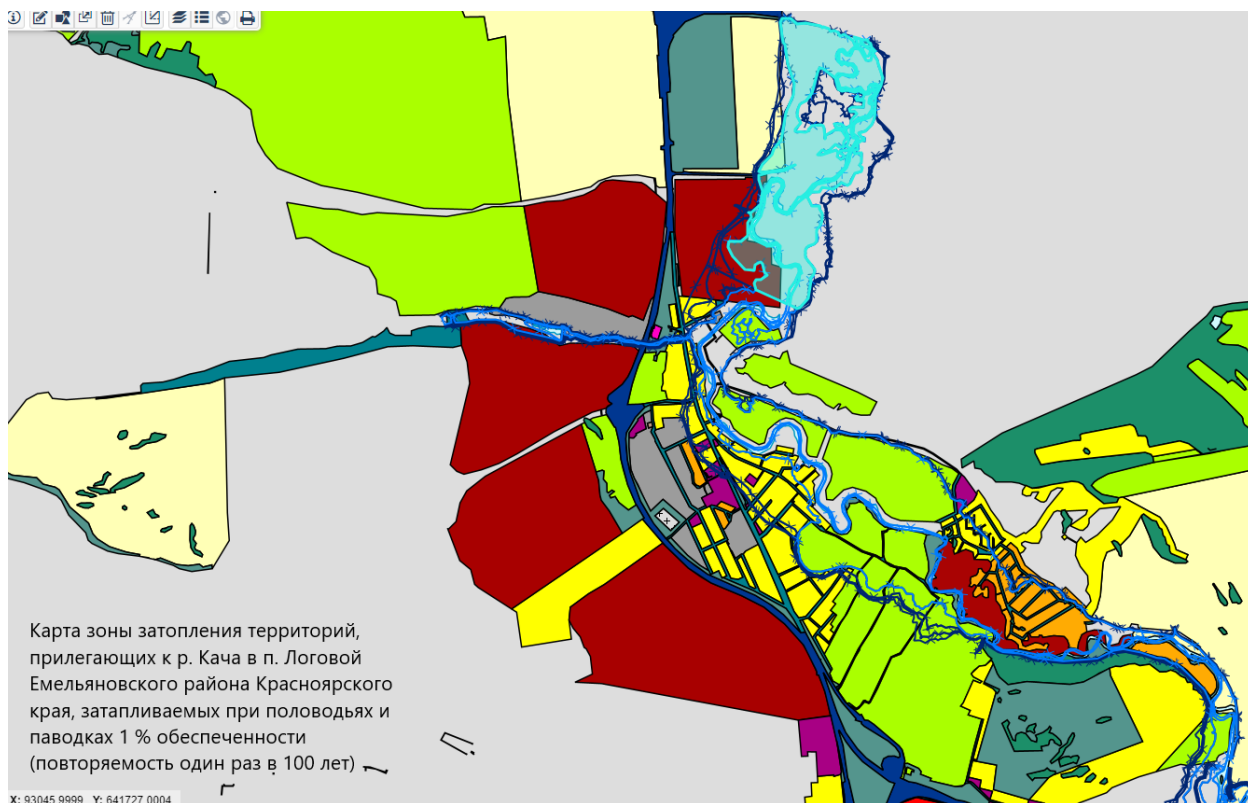 Карта зоны затопления территорий,
прилегающих к р. Кача в п. Логовой
Емельяновского района Красноярского
края, затапливаемых при половодьях и
паводках 1 % обеспеченности
(повторяемость один раз в 100 лет)
X: 93045.9999 Y: 641727.0004